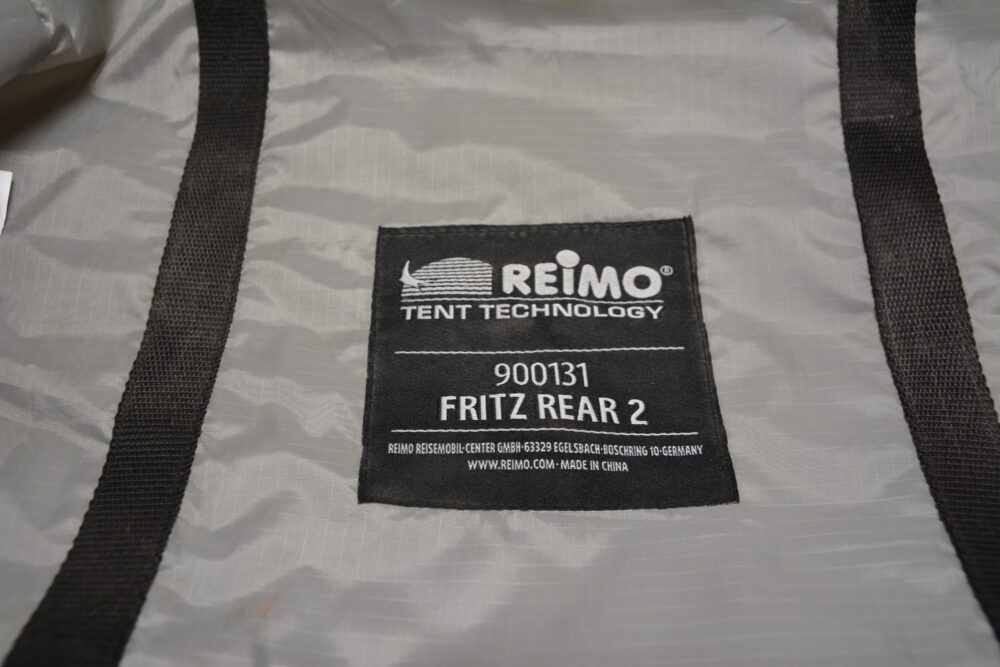 REIMO®
TENT TECHNOLOGY
900131
FRITZ REAR 2
REIMO REISEMOBIL-CENTER GMBH·63329 EGELSBACH·BOSCHRING 10·GERMANY
WWW.REIMO.COM · MADE IN CHINA